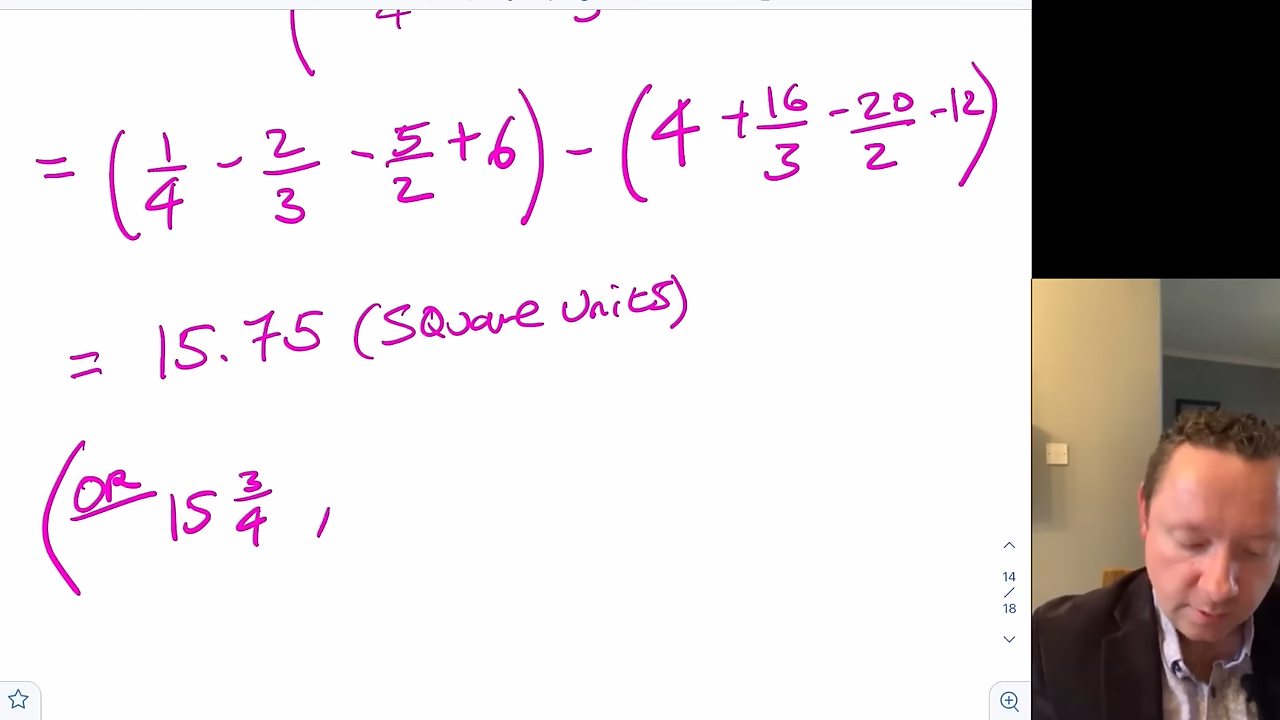 = (1/4 - 2/3 - 5/2 + 6) - (4 + 16/3 - 20/2 - 12)
= 15.75 (Square units)
(OR 15 3/4 ,
14
/
18